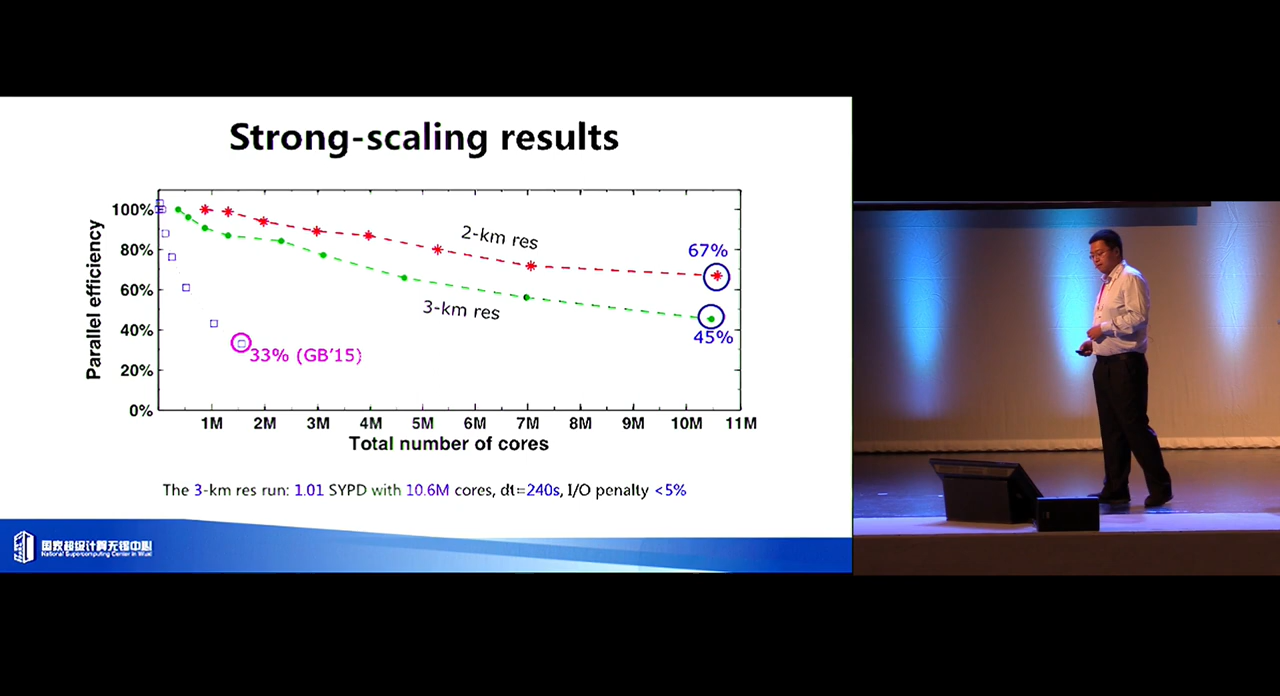 Strong-scaling results
Parallel efficiency
100%
80%
60%
40%
20%
0%
2-km res
67%
3-km res
45%
33% (GB'15)
1M 2M 3M 4M 5M 6M 7M 8M 9M 10M 11M
Total number of cores
The 3-km res run: 1.01 SYPD with 10.6M cores, dt=240s, I/O penalty <5%
国家超级计算无锡中心
National Supercomputing Center in Wuxi